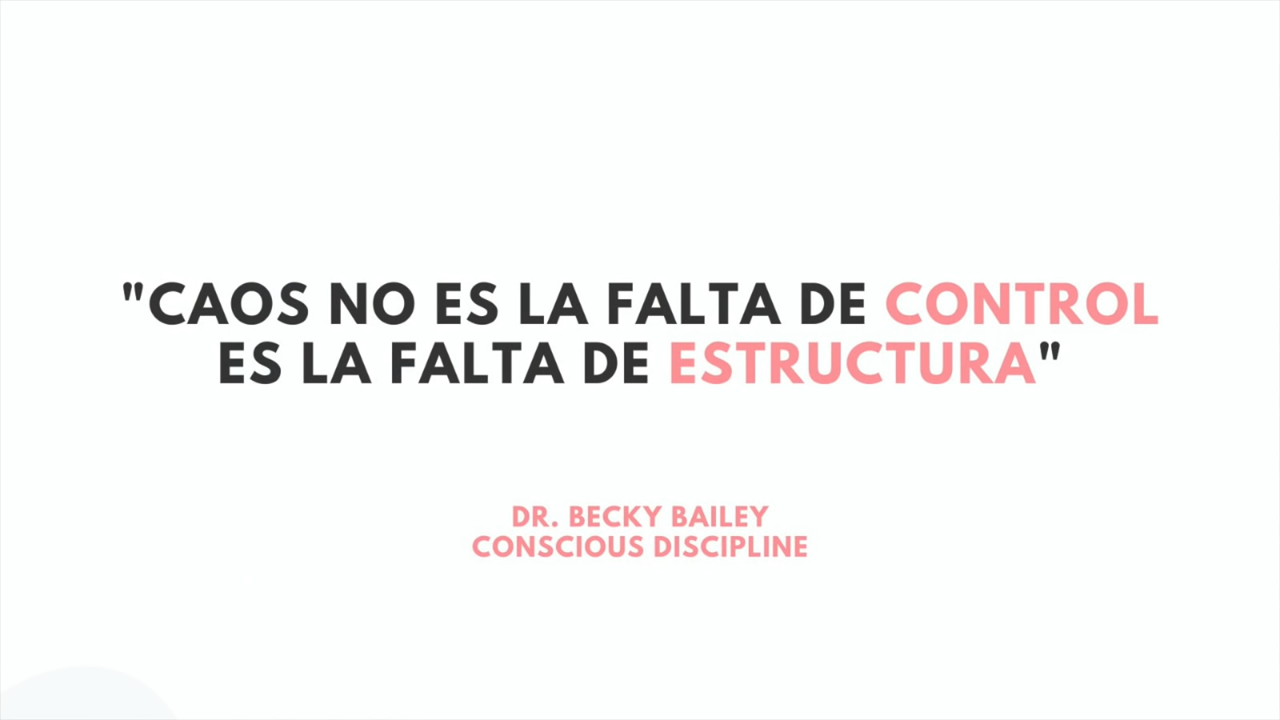 "CAOS NO ES LA FALTA DE CONTROL
ES LA FALTA DE ESTRUCTURA"
DR. BECKY BAILEY
CONSCIOUS DISCIPLINE